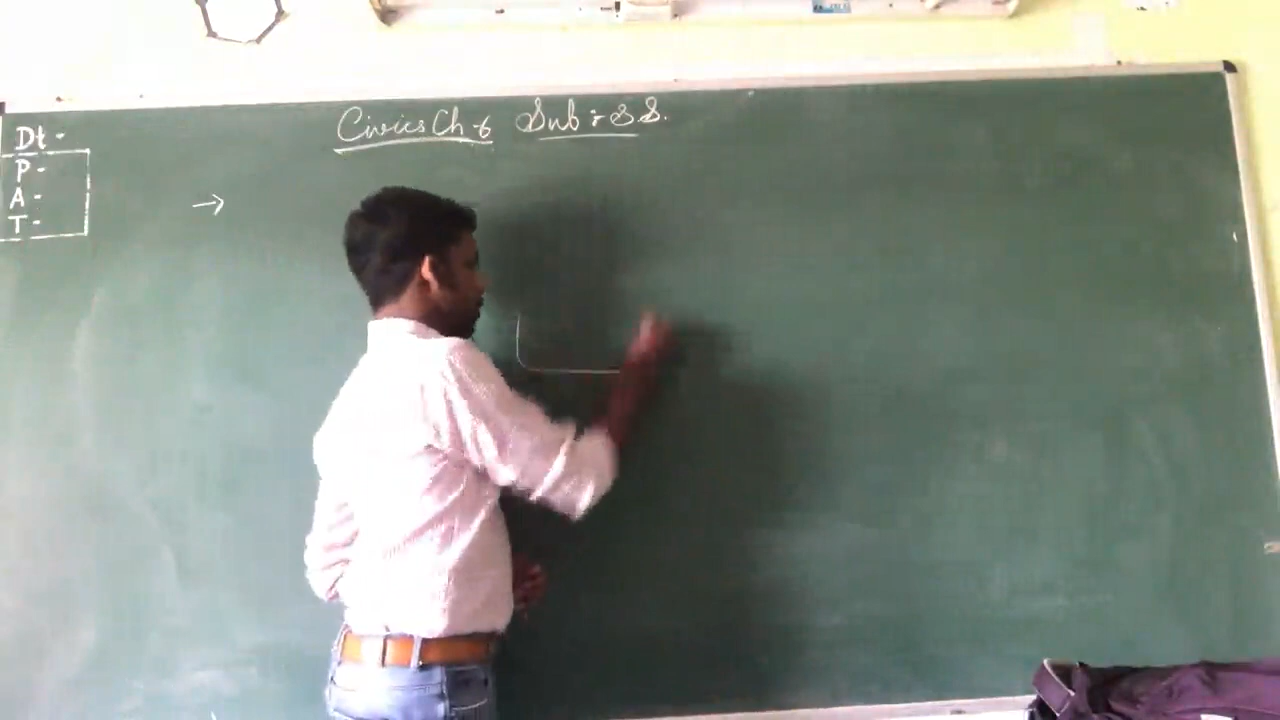 Civics Ch-6 Sub : S S.
Dt -
P -
A -
T -
→